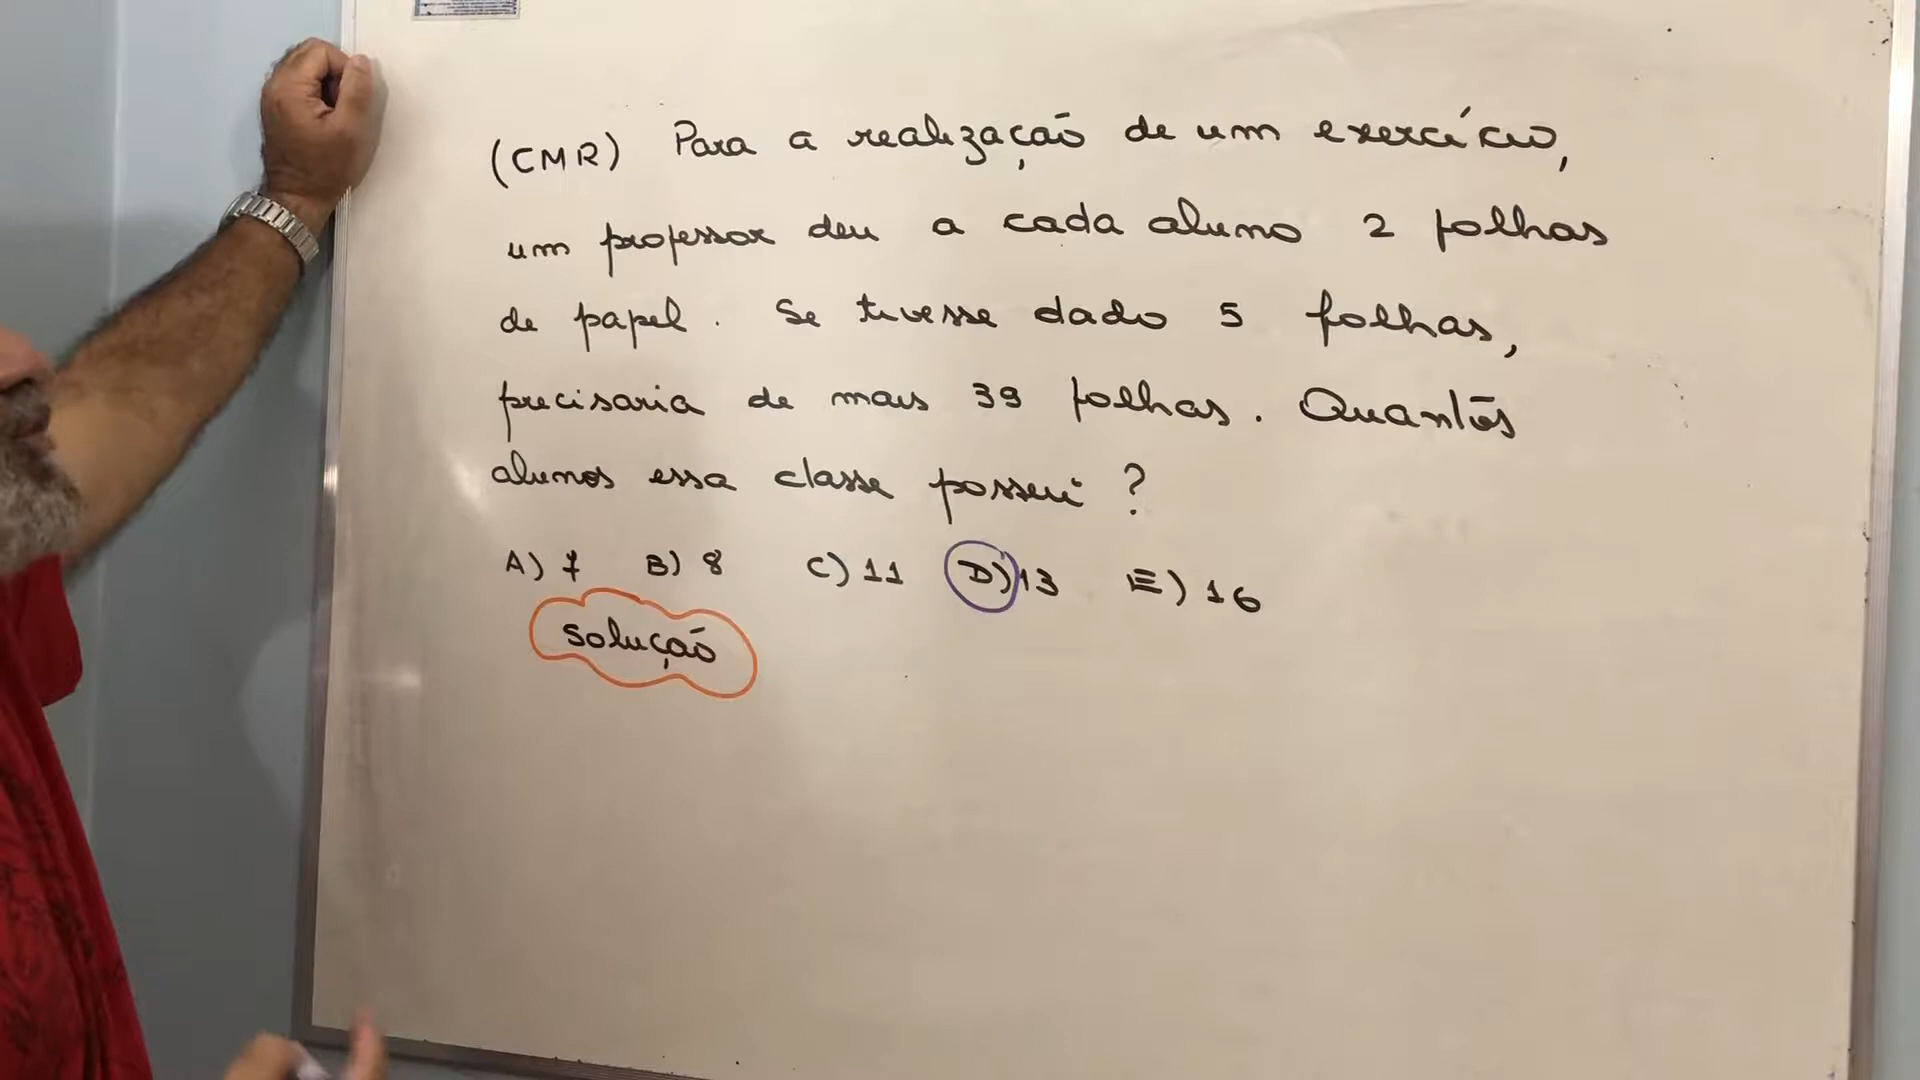 (CMR) Para a realização de um exercício,
um professor deu a cada aluno 2 folhas
de papel. Se tivesse dado 5 folhas,
precisaria de mais 39 folhas. Quantos
alunos essa classe possui?
A) 7 B) 8 C) 11 D) 13 E) 16
Solução